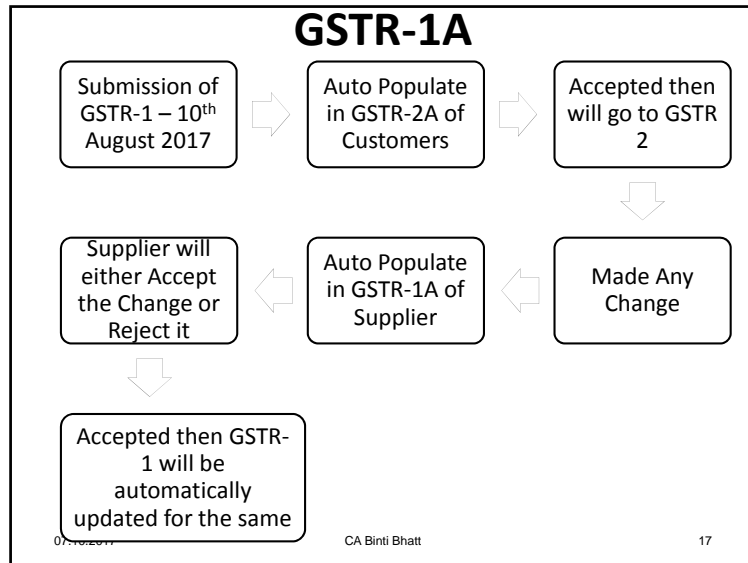 GSTR-1A
Submission of
GSTR-1 – 10th
August 2017
Auto Populate
in GSTR-2A of
Customers
Accepted then
will go to GSTR
2
Made Any
Change
Auto Populate
in GSTR-1A of
Supplier
Supplier will
either Accept
the Change or
Reject it
Accepted then GSTR-
1 will be
automatically
updated for the same
CA Binti Bhatt
17